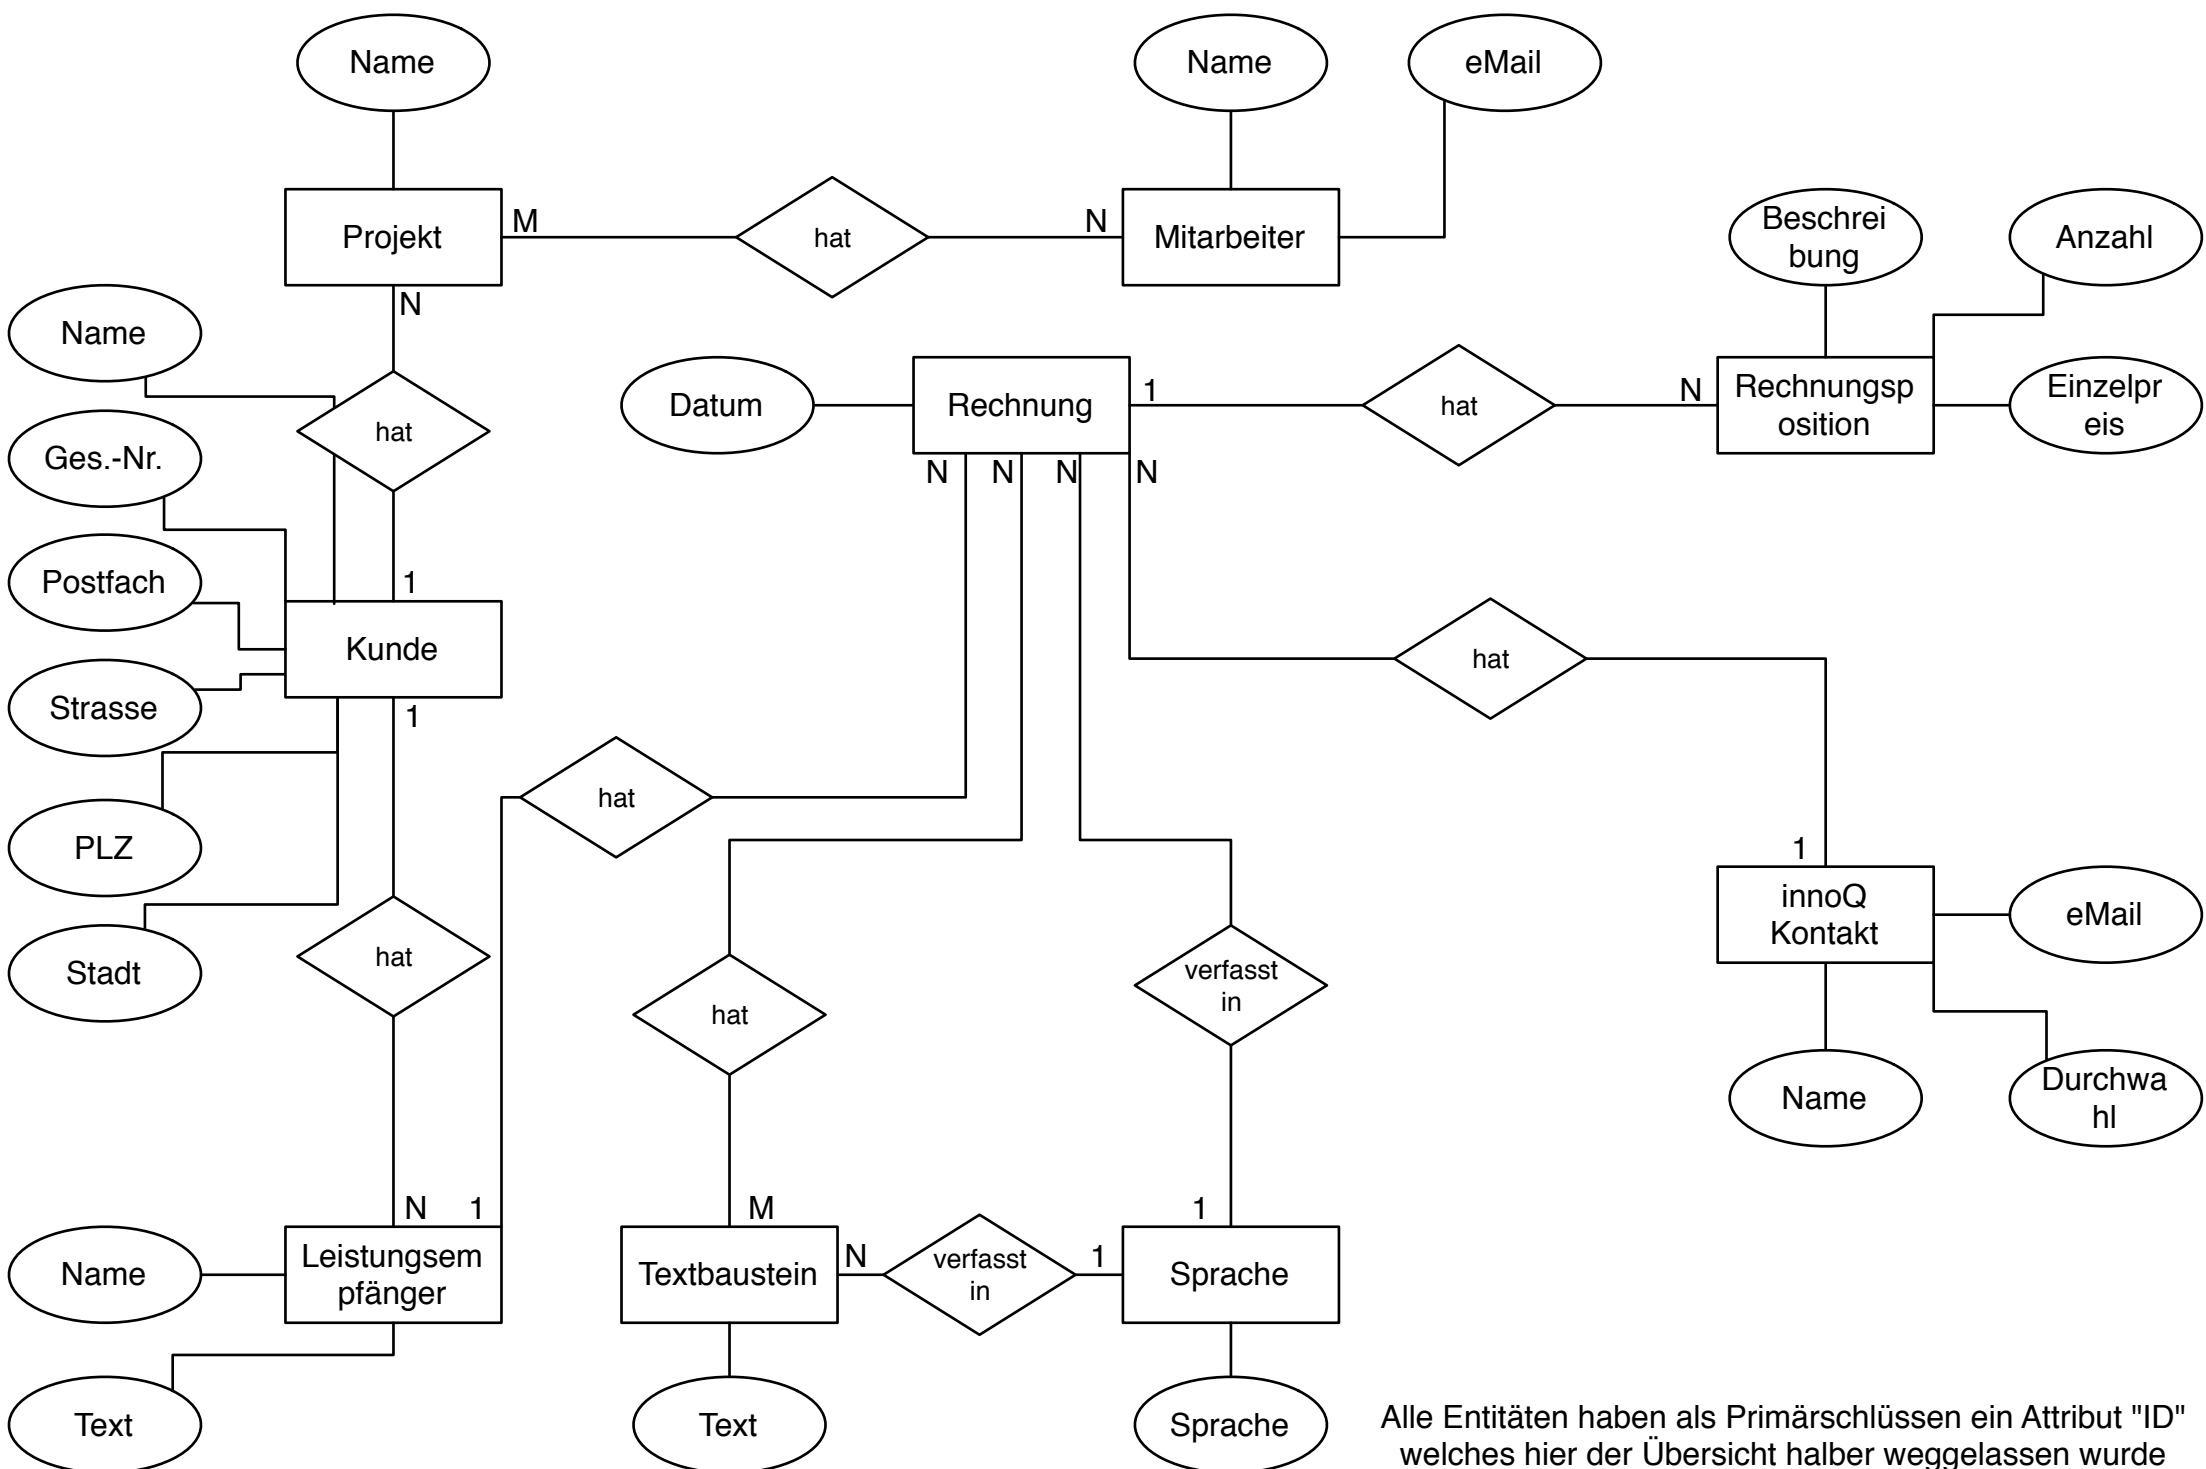 Name
Name
eMail
Projekt
M
hat
N
Mitarbeiter
Beschrei
bung
Anzahl
N
Name
hat
Datum
Rechnung
1
hat
N
Rechnungsp
osition
Einzelpr
eis
Ges.-Nr.
N
N
N
N
Postfach
1
Kunde
hat
Strasse
1
hat
PLZ
1
innoQ
Kontakt
eMail
Stadt
hat
hat
verfasst
in
Name
Durchwa
hl
N
1
M
1
Name
Leistungsem
pfänger
Textbaustein
N
verfasst
in
1
Sprache
Text
Text
Sprache
Alle Entitäten haben als Primärschlüssen ein Attribut "ID"
welches hier der Übersicht halber weggelassen wurde